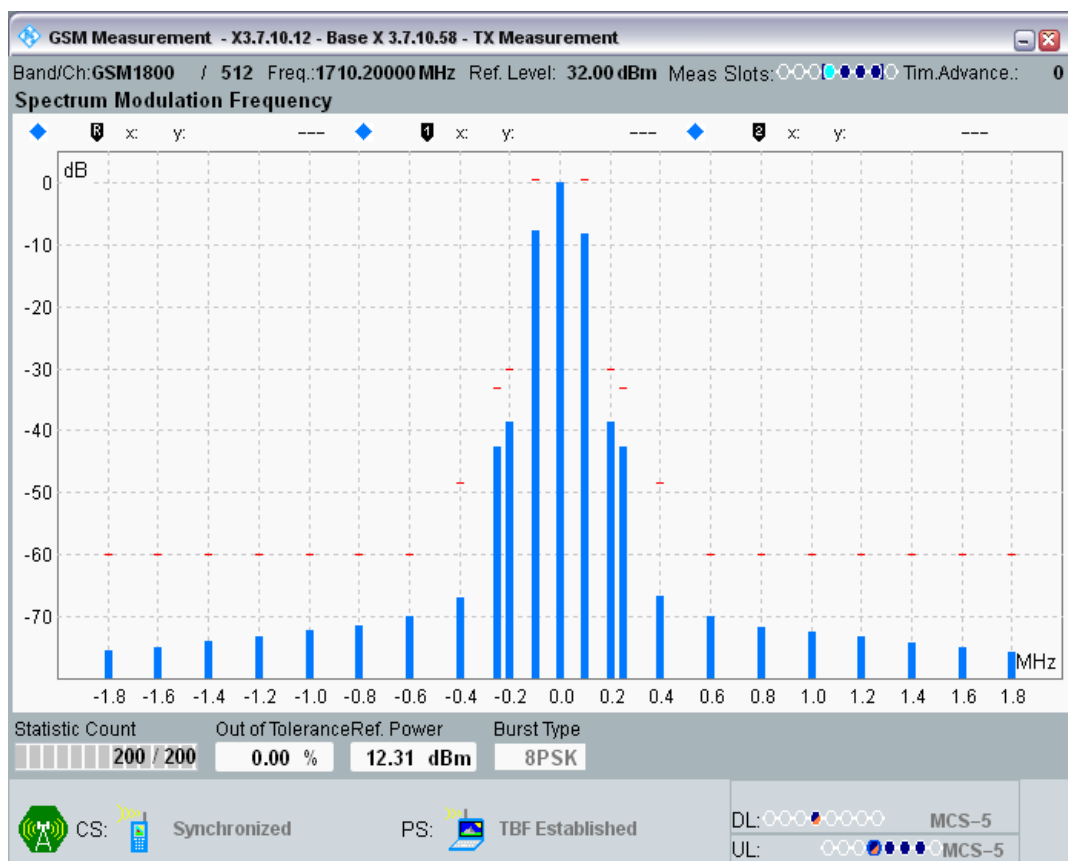 GSM Measurement - X3.7.10.12 - Base X 3.7.10.58 - TX Measurement
Band/Ch:GSM1800 / 512 Freq.:1710.20000 MHz Ref. Level: 32.00 dBm Meas Slots: Tim.Advance.: 0
Spectrum Modulation Frequency
R x: y: --- 1 x: y: --- 2 x: y: ---
dB
0
-10
-20
-30
-40
-50
-60
-70
MHz
-1.8 -1.6 -1.4 -1.2 -1.0 -0.8 -0.6 -0.4 -0.2 0.0 0.2 0.4 0.6 0.8 1.0 1.2 1.4 1.6 1.8
Statistic Count Out of Tolerance Ref. Power Burst Type
200 / 200 0.00 % 12.31 dBm 8PSK
CS: Synchronized PS: TBF Established
DL: MCS-5
UL: MCS-5